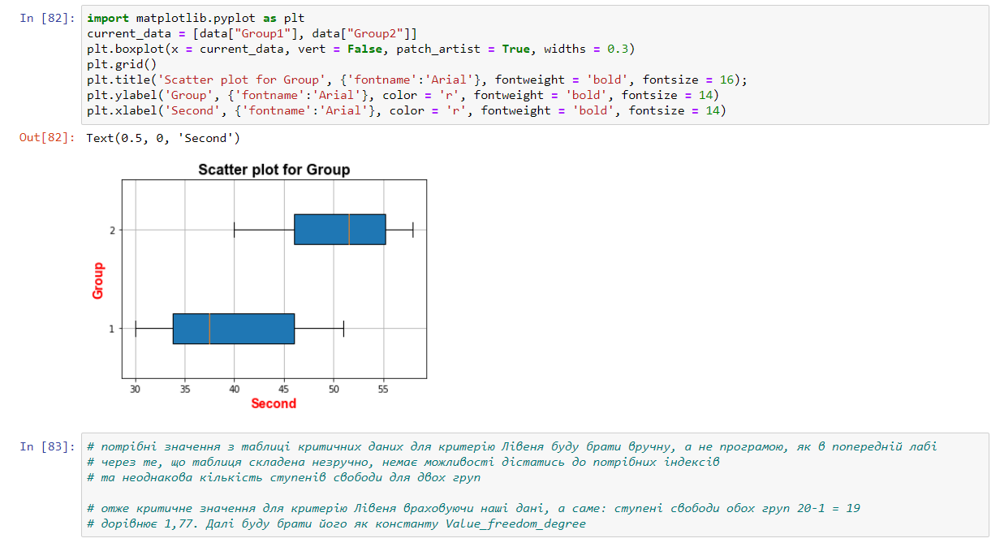 In [82]: import matplotlib.pyplot as plt
current_data = [data["Group1"], data["Group2"]]
plt.boxplot(x = current_data, vert = False, patch_artist = True, widths = 0.3)
plt.grid()
plt.title('Scatter plot for Group', {'fontname':'Arial'}, fontweight = 'bold', fontsize = 16);
plt.ylabel('Group', {'fontname':'Arial'}, color = 'r', fontweight = 'bold', fontsize = 14)
plt.xlabel('Second', {'fontname':'Arial'}, color = 'r', fontweight = 'bold', fontsize = 14)
Out[82]: Text(0.5, 0, 'Second')
Scatter plot for Group
2
Group
1
30 35 40 45 50 55
Second
In [83]: # потрібні значення з таблиці критичних даних для критерію Лівеня буду брати вручну, а не програмою, як в попередній лабі
# через те, що таблиця складена незручно, немає можливості дістатись до потрібних індексів
# та неоднакова кількість ступенів свободи для двох груп
# отже критичне значення для критерію Лівеня враховуючи наші дані, а саме: ступені свободи обох груп 20-1 = 19
# дорівнює 1,77. Далі буду брати його як константу Value_freedom_degree